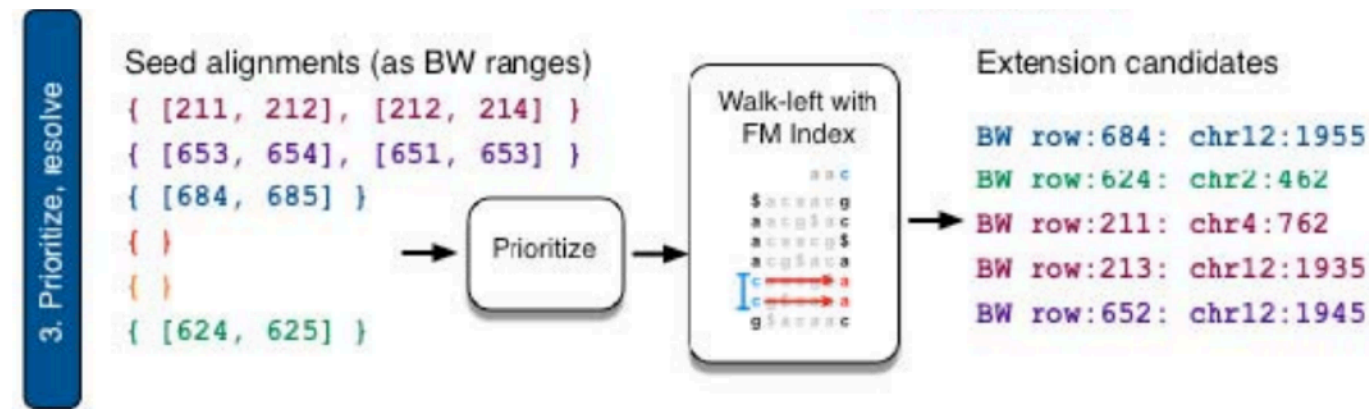 3. Prioritize, resolve
Seed alignments (as BW ranges)
{ [211, 212], [212, 214] }
{ [653, 654], [651, 653] }
{ [684, 685] }
{ }
{ }
{ [624, 625] }
Prioritize
Walk-left with
FM Index
a a c
$ a c a a c g
a a c g $ a c
a c a a c g $
a c g $ a c a
c a
c a
g $ a c a a c
Extension candidates
BW row:684: chr12:1955
BW row:624: chr2:462
BW row:211: chr4:762
BW row:213: chr12:1935
BW row:652: chr12:1945